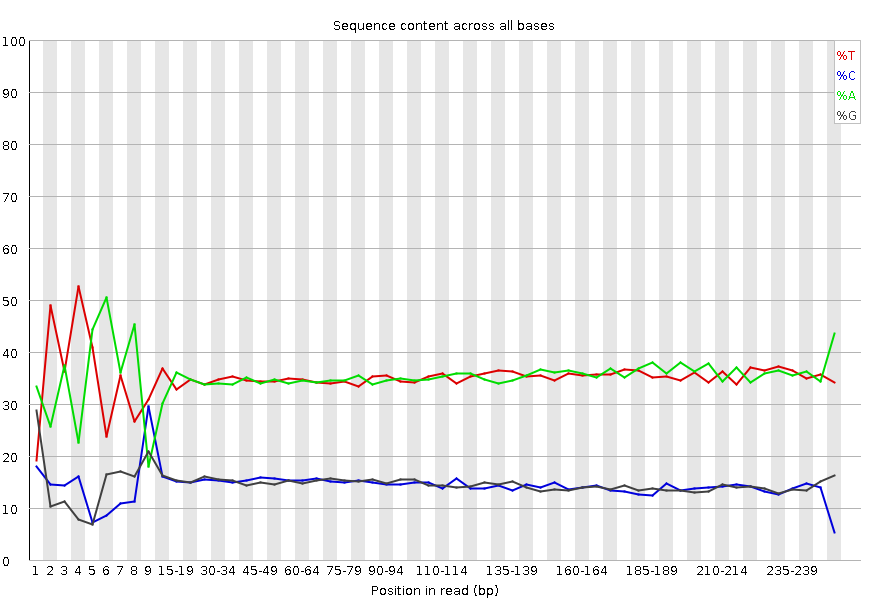 Sequence content across all bases
100
90
80
70
60
50
40
30
20
10
0
%T
%C
%A
%G
1 2 3 4 5 6 7 8 9 15-19 30-34 45-49 60-64 75-79 90-94 110-114 135-139 160-164 185-189 210-214 235-239
Position in read (bp)